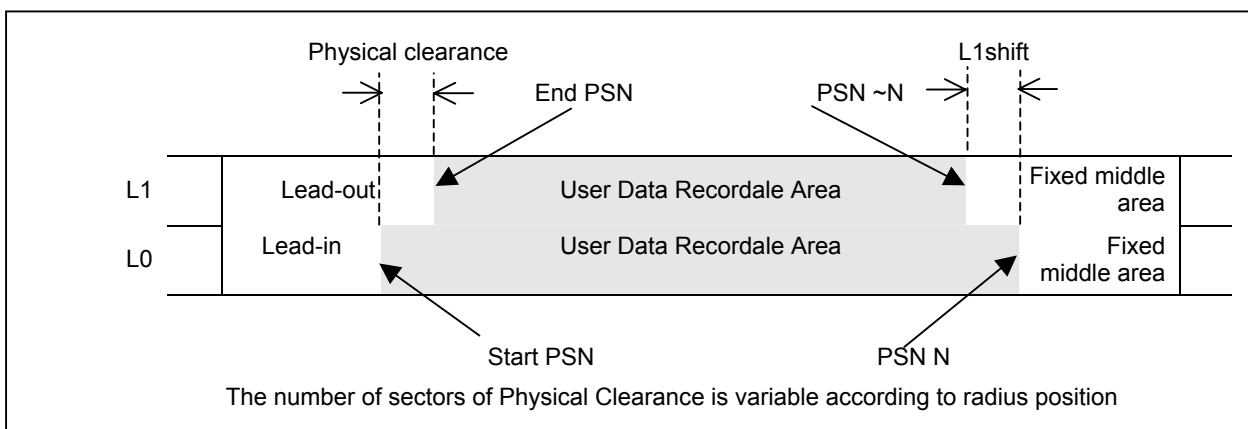 Physical clearance
L1shift
End PSN
PSN ~N
L1
Lead-out
User Data Recordale Area
Fixed middle
area
L0
Lead-in
User Data Recordale Area
Fixed
middle area
Start PSN
PSN N
The number of sectors of Physical Clearance is variable according to radius position